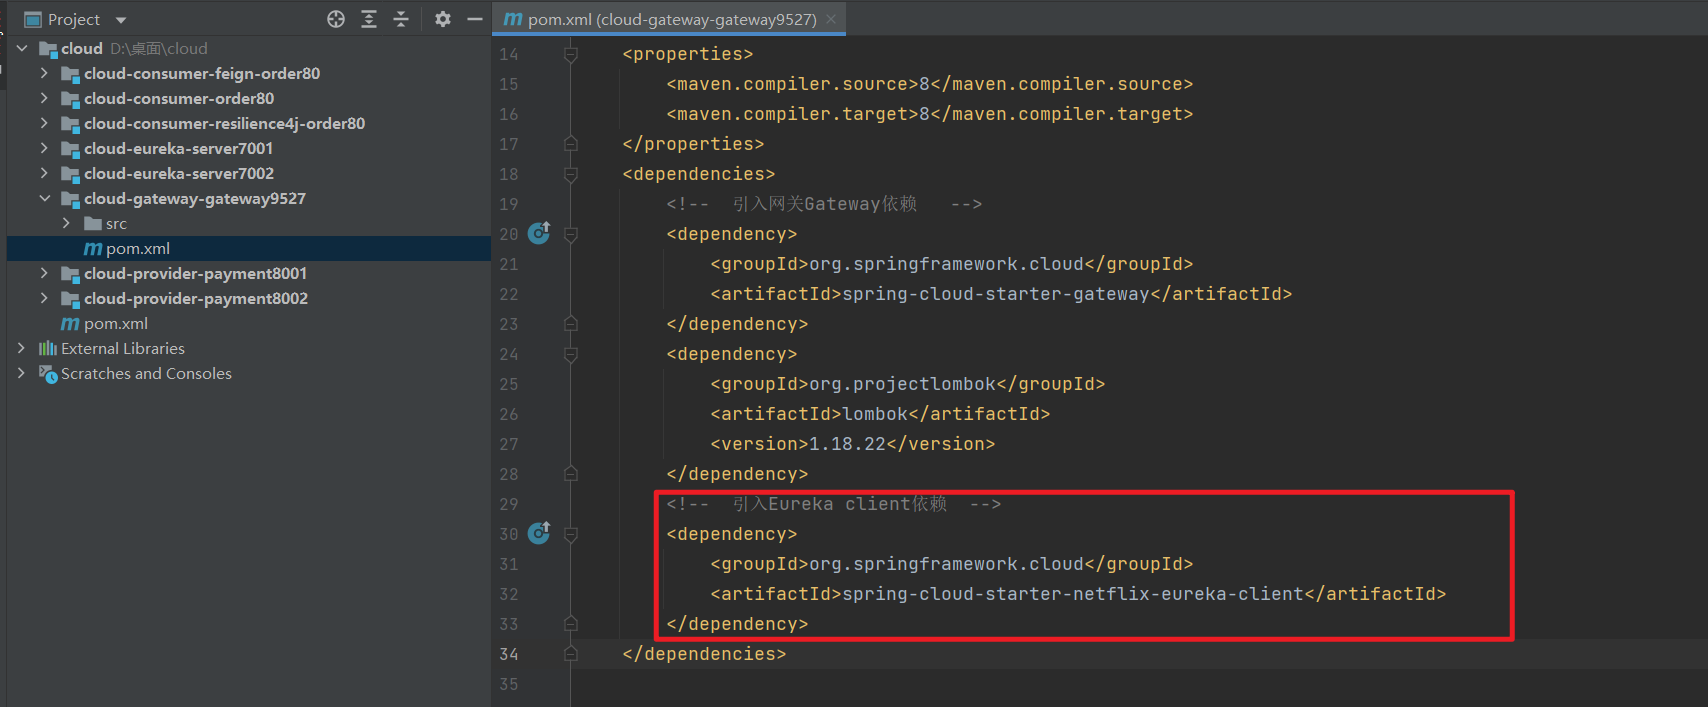 Project
cloud D:\桌面\cloud
cloud-consumer-feign-order80
cloud-consumer-order80
cloud-consumer-resilience4j-order80
cloud-eureka-server7001
cloud-eureka-server7002
cloud-gateway-gateway9527
src
pom.xml
cloud-provider-payment8001
cloud-provider-payment8002
pom.xml
External Libraries
Scratches and Consoles
pom.xml (cloud-gateway-gateway9527)
14 <properties>
15 <maven.compiler.source>8</maven.compiler.source>
16 <maven.compiler.target>8</maven.compiler.target>
17 </properties>
18 <dependencies>
19 <!-- 引入网关Gateway依赖 -->
20 <dependency>
21 <groupId>org.springframework.cloud</groupId>
22 <artifactId>spring-cloud-starter-gateway</artifactId>
23 </dependency>
24 <dependency>
25 <groupId>org.projectlombok</groupId>
26 <artifactId>lombok</artifactId>
27 <version>1.18.22</version>
28 </dependency>
29 <!-- 引入Eureka client依赖 -->
30 <dependency>
31 <groupId>org.springframework.cloud</groupId>
32 <artifactId>spring-cloud-starter-netflix-eureka-client</artifactId>
33 </dependency>
34 </dependencies>
35